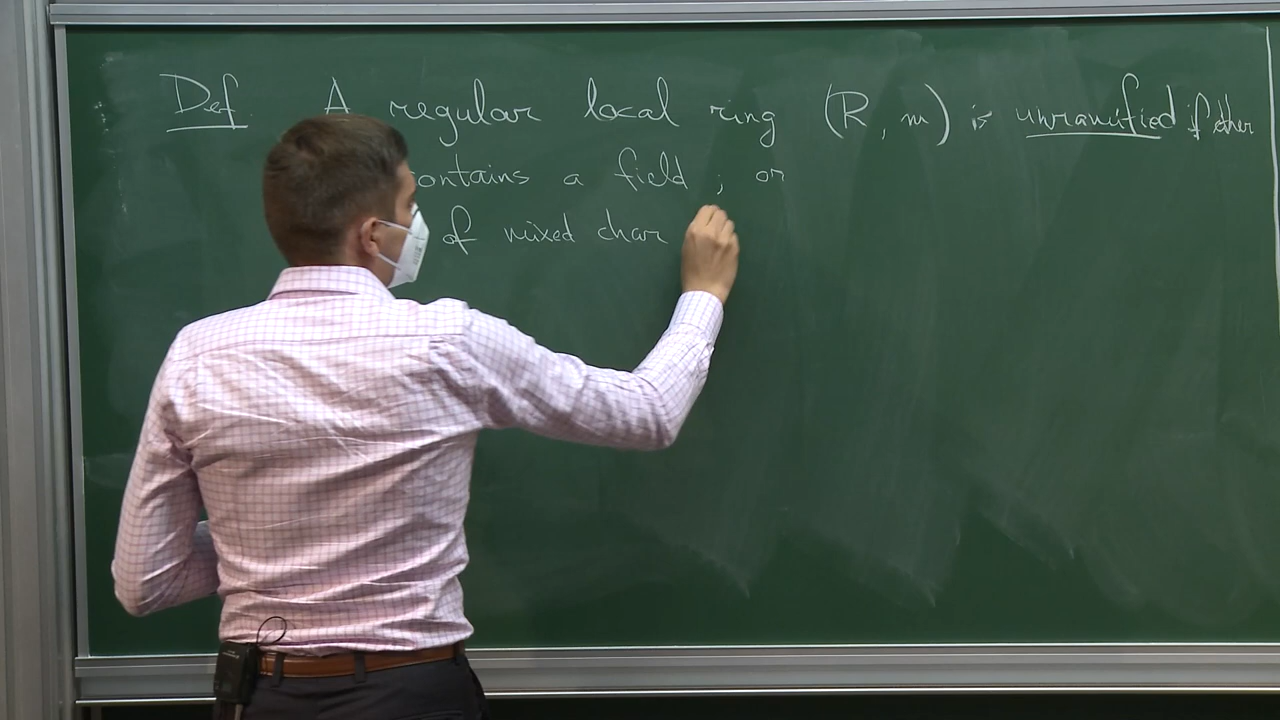 Def. A regular local ring (R, m) is unramified if either
contains a field ; or
of mixed char